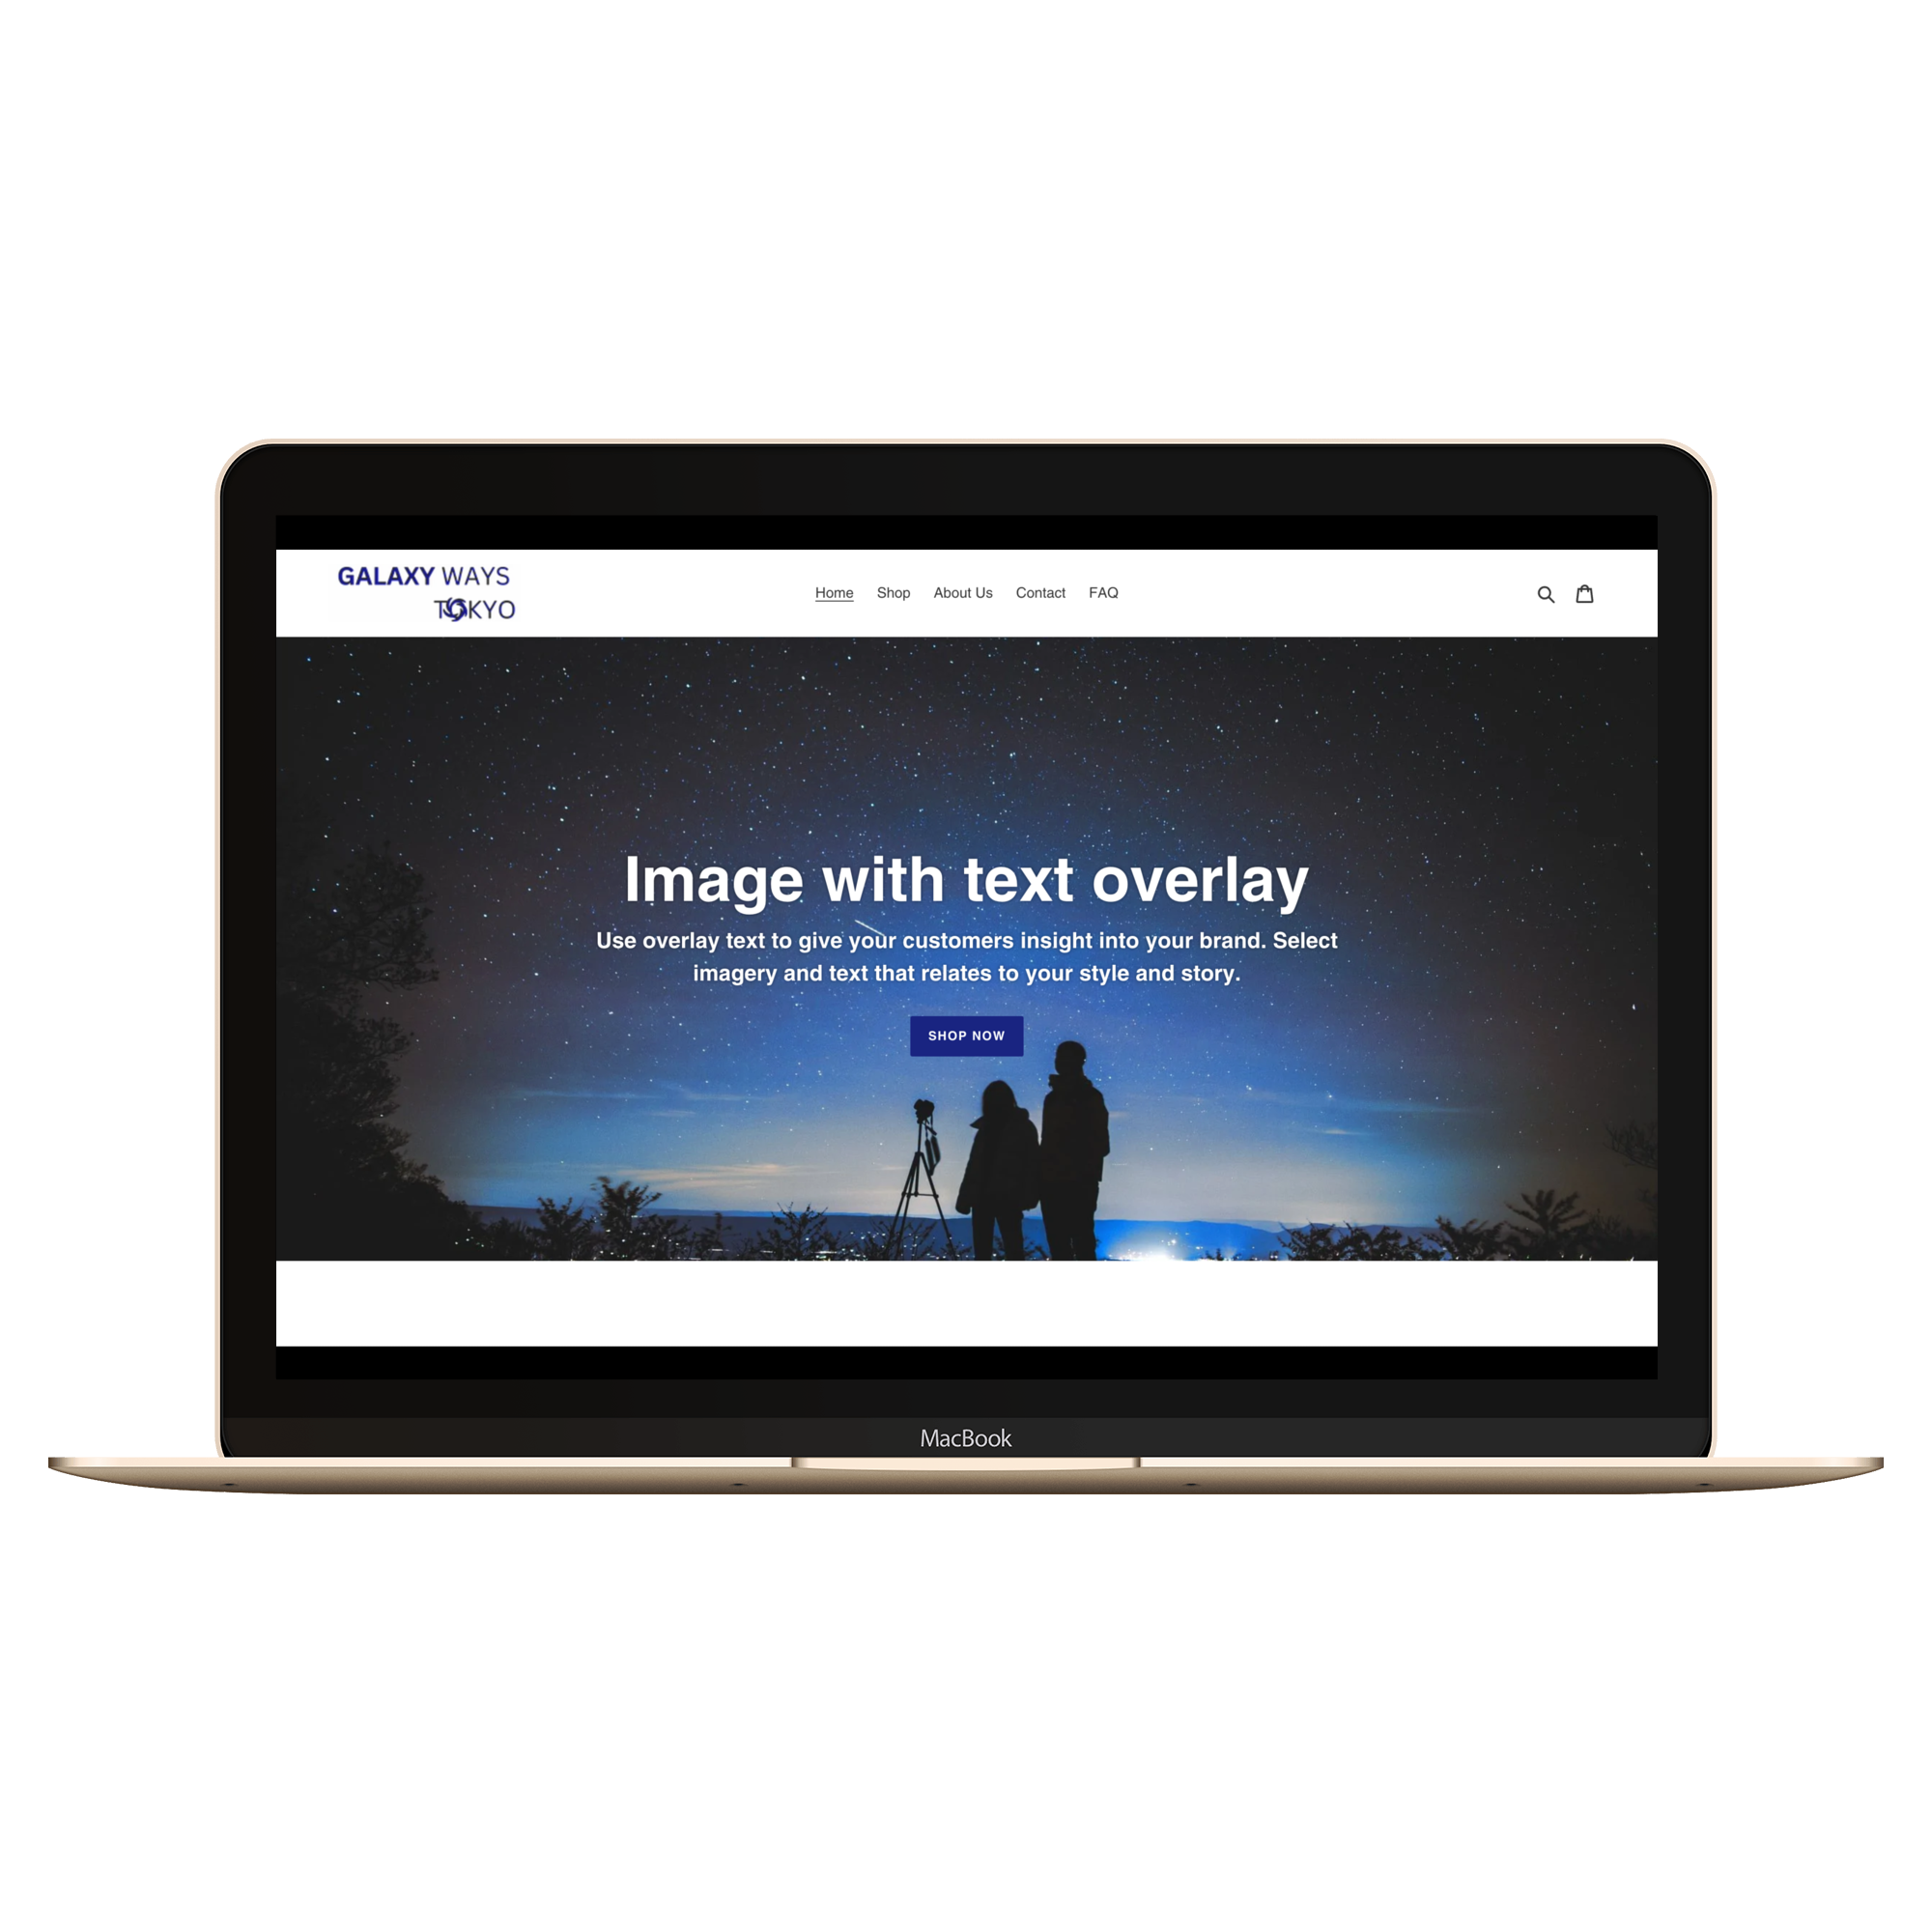 GALAXY WAYS
TOKYO
Home Shop About Us Contact FAQ
Image with text overlay
Use overlay text to give your customers insight into your brand. Select
imagery and text that relates to your style and story.
SHOP NOW
MacBook